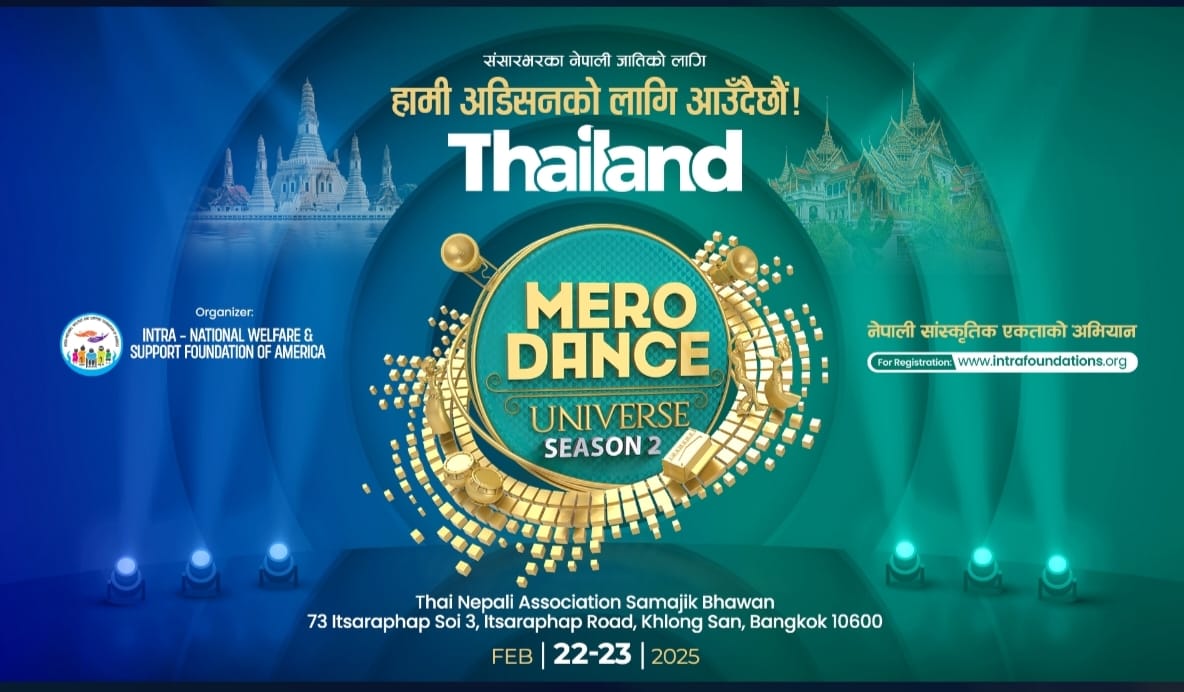 संसारभरका नेपाली जातिको लागि
हामी अडिसनको लागि आउँदैछौं!
Thailand
MERO
DANCE
UNIVERSE
SEASON 2
Organizer:
INTRA - NATIONAL WELFARE &
SUPPORT FOUNDATION OF AMERICA
नेपाली सांस्कृतिक एकताको अभियान
For Registration: www.intrafoundations.org
Thai Nepali Association Samajik Bhawan
73 Itsaraphap Soi 3, Itsaraphap Road, Khlong San, Bangkok 10600
FEB | 22-23 | 2025